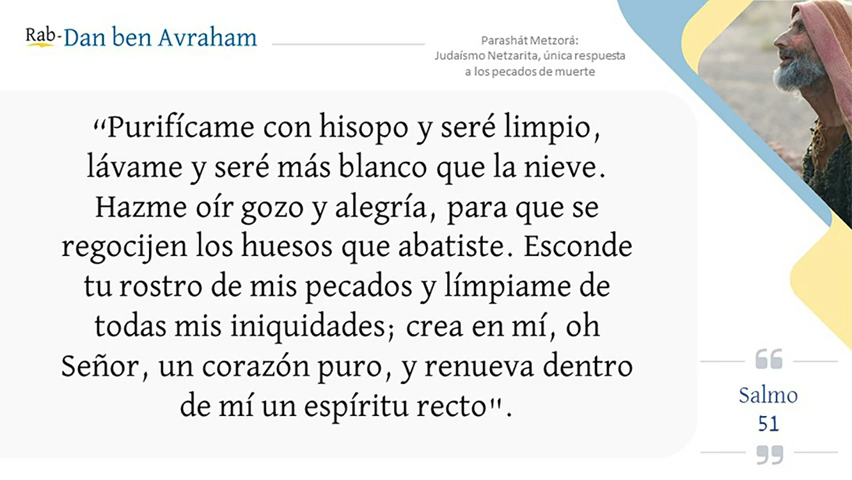 Rab-Dan ben Avraham
Parashát Metzorá:
Judaísmo Netzarita, única respuesta
a los pecados de muerte
“Purifícame con hisopo y seré limpio,
lávame y seré más blanco que la nieve.
Hazme oír gozo y alegría, para que se
regocijen los huesos que abatiste. Esconde
tu rostro de mis pecados y límpiame de
todas mis iniquidades; crea en mí, oh
Señor, un corazón puro, y renueva dentro
de mí un espíritu recto".
“
Salmo
51
”